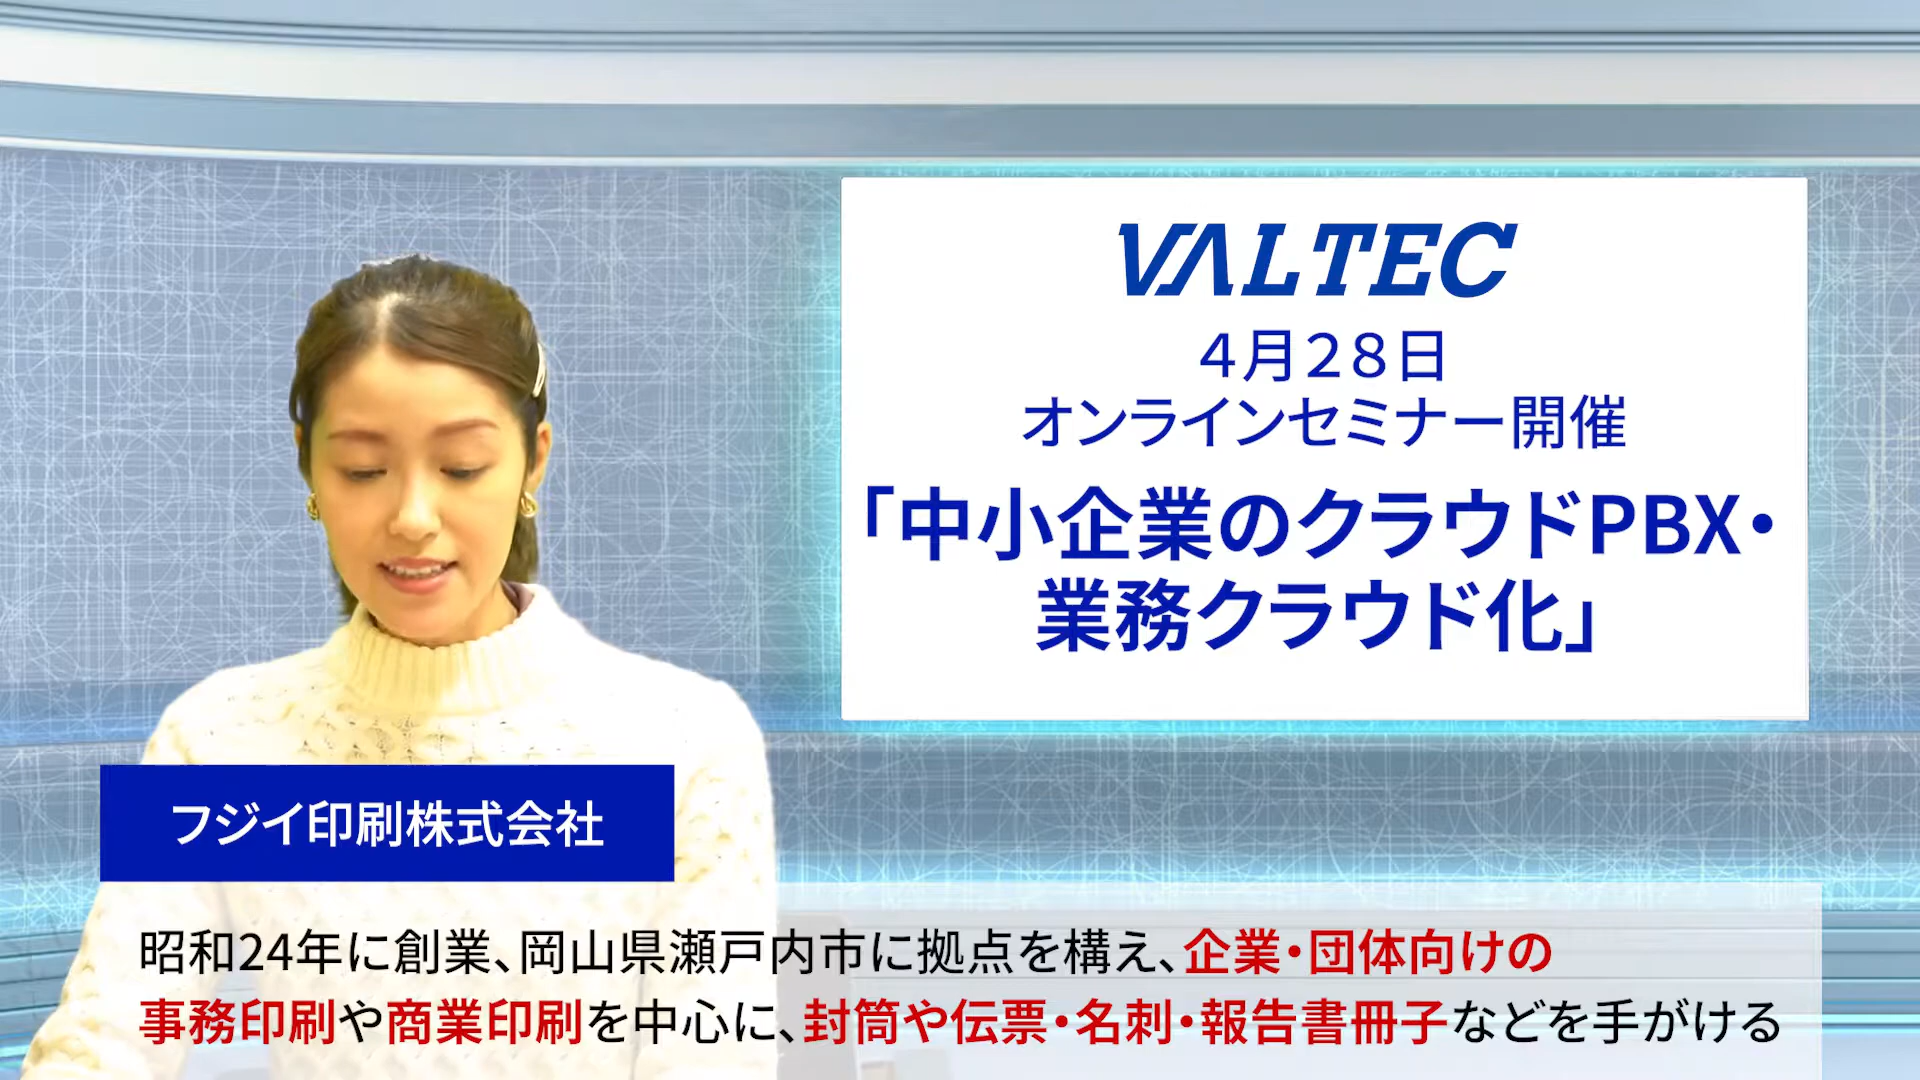 VALTEC
4月28日
オンラインセミナー開催
「中小企業のクラウドPBX・
業務クラウド化」
フジイ印刷株式会社
昭和24年に創業、岡山県瀬戸内市に拠点を構え、企業・団体向けの
事務印刷や商業印刷を中心に、封筒や伝票・名刺・報告書冊子などを手がける